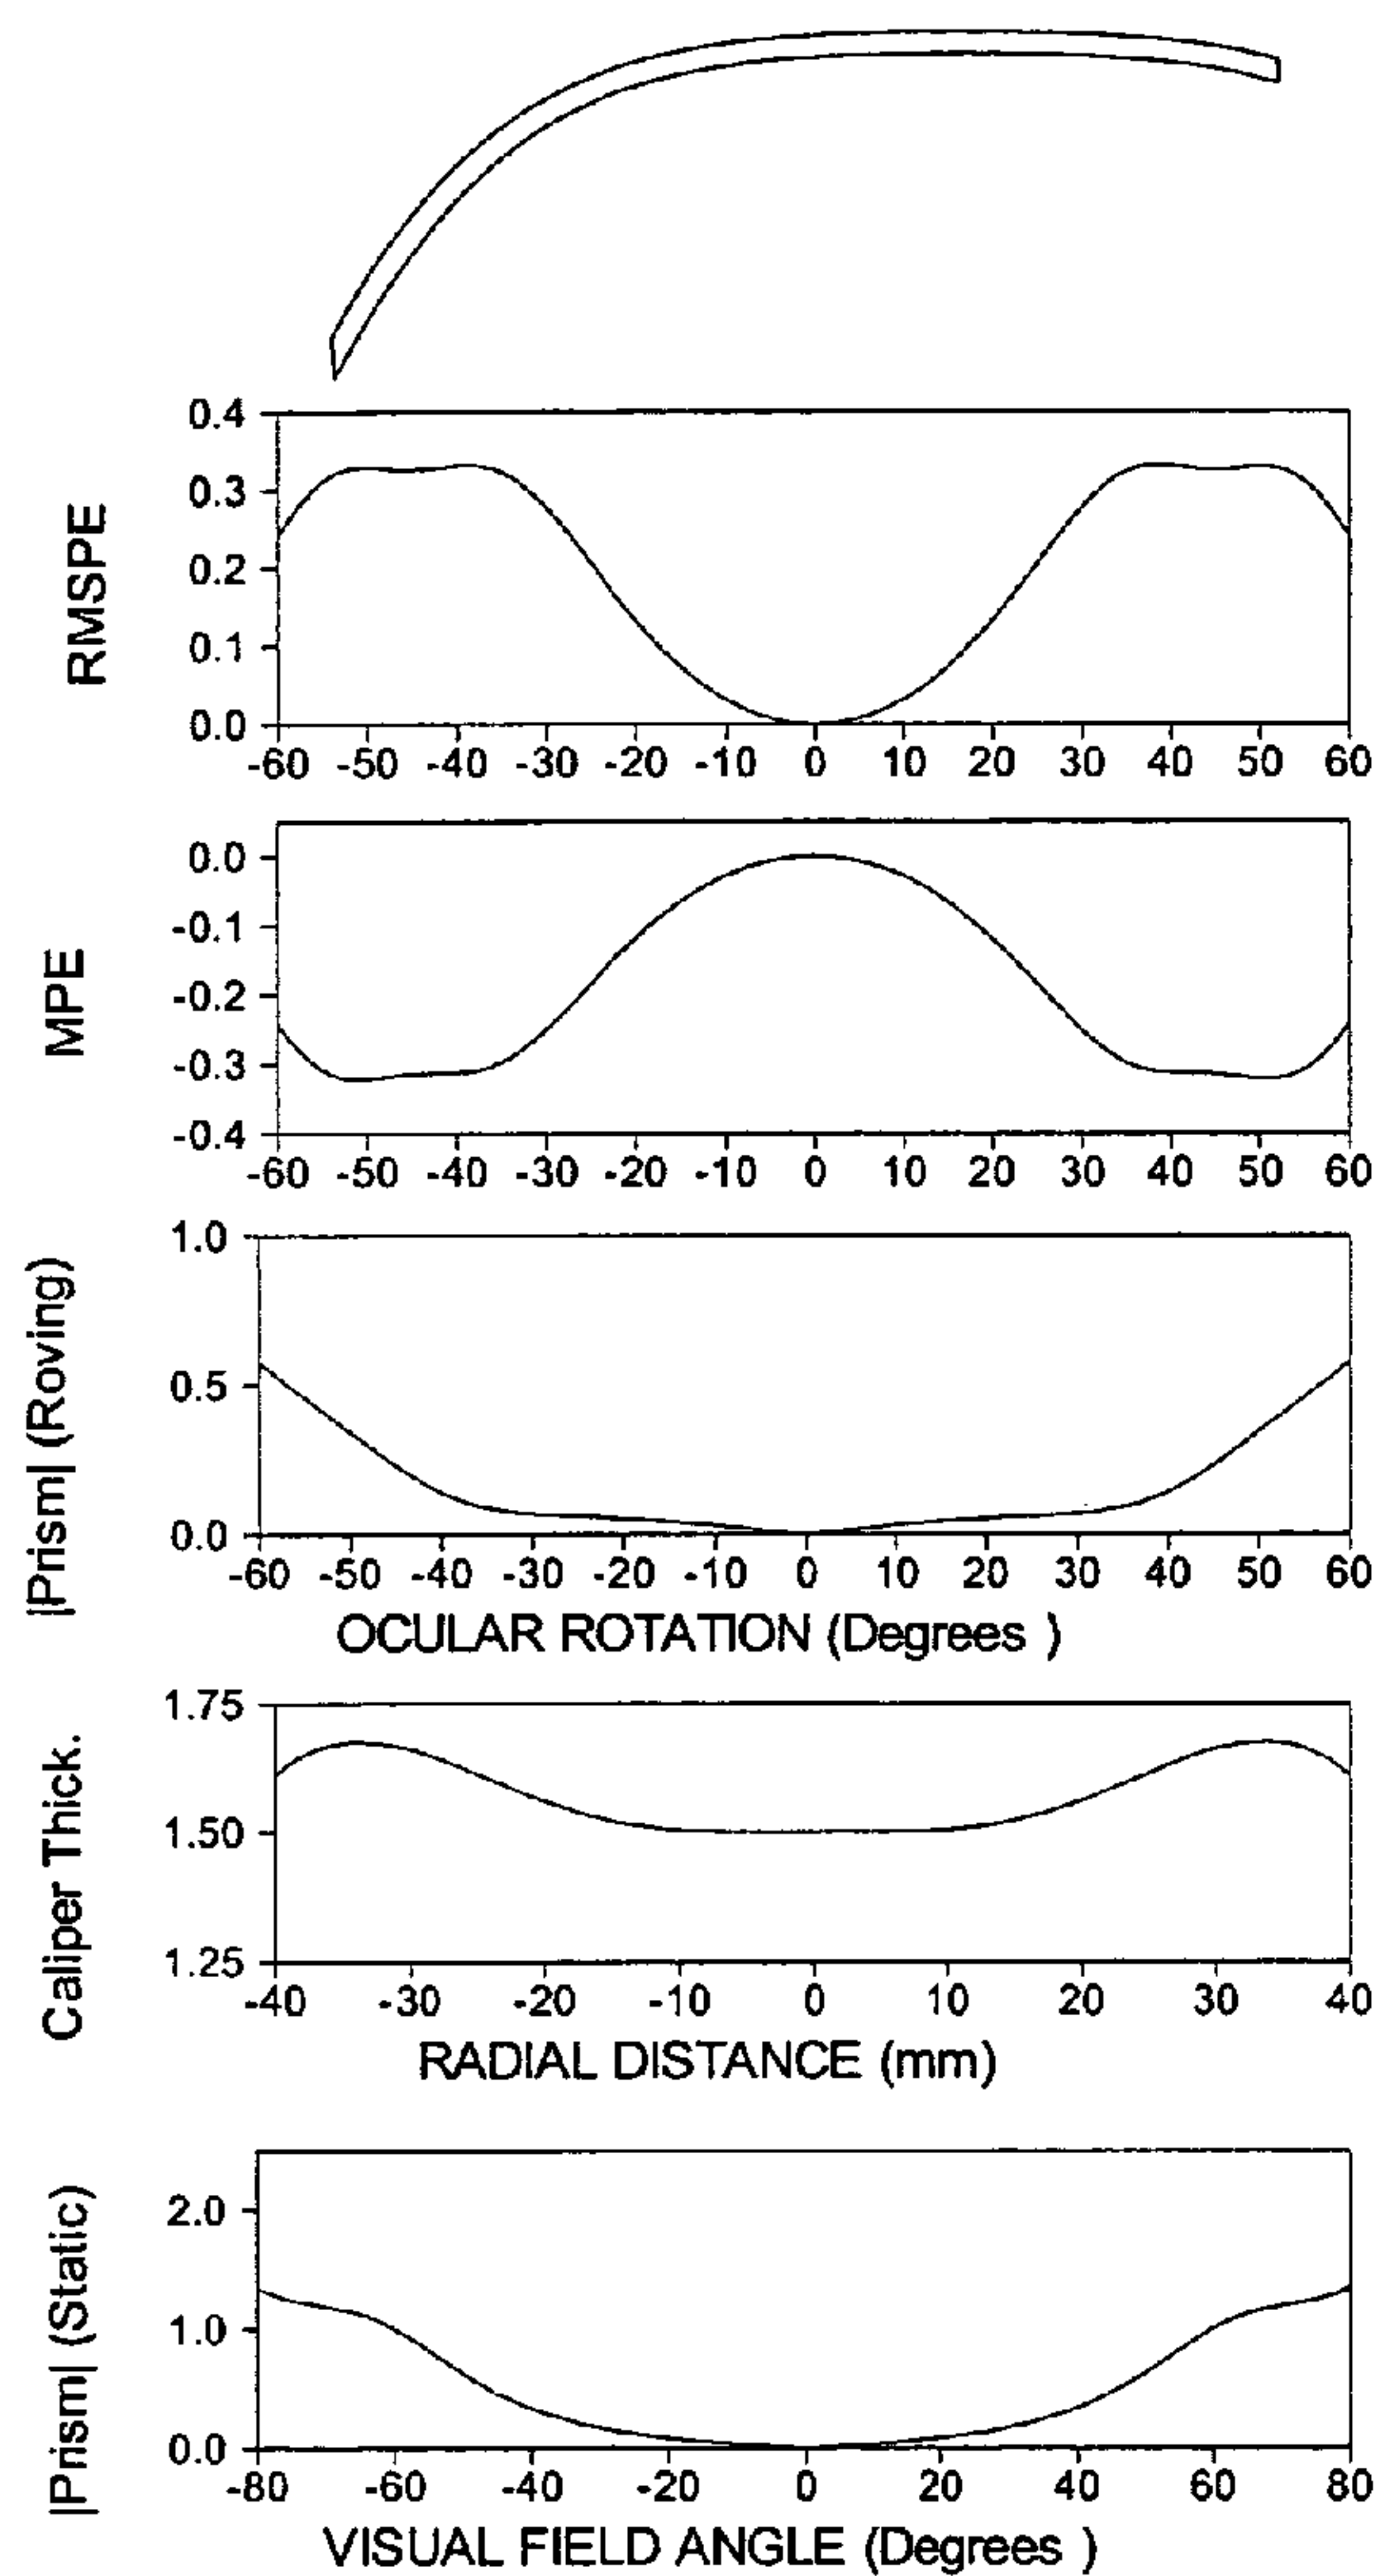 RMSPE
0.4
0.3
0.2
0.1
0.0
-60 -50 -40 -30 -20 -10 0 10 20 30 40 50 60
MPE
0.0
-0.1
-0.2
-0.3
-0.4
-60 -50 -40 -30 -20 -10 0 10 20 30 40 50 60
|Prism| (Roving)
1.0
0.5
0.0
-60 -50 -40 -30 -20 -10 0 10 20 30 40 50 60
OCULAR ROTATION (Degrees )
Caliper Thick.
1.75
1.50
1.25
-40 -30 -20 -10 0 10 20 30 40
RADIAL DISTANCE (mm)
|Prism| (Static)
2.0
1.0
0.0
-80 -60 -40 -20 0 20 40 60 80
VISUAL FIELD ANGLE (Degrees )